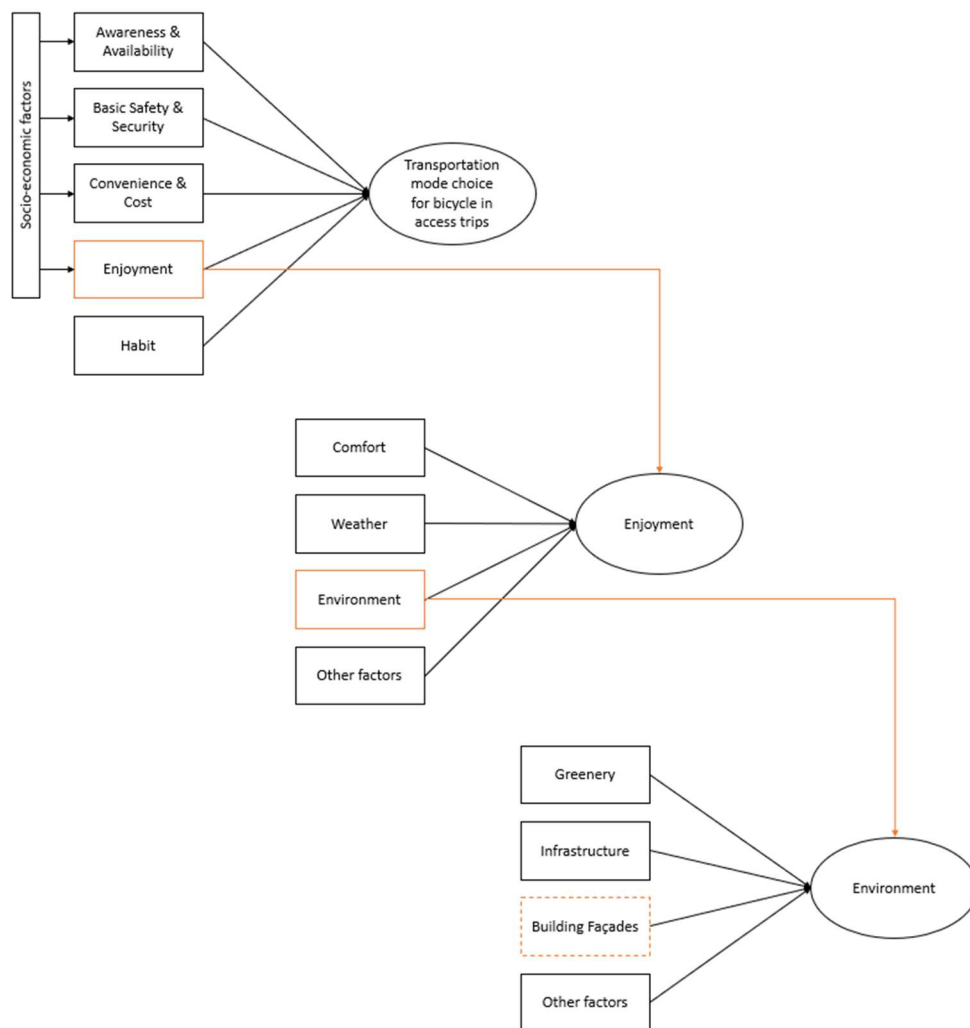 Socio-economic factors
Awareness &
Availability
Basic Safety &
Security
Convenience &
Cost
Enjoyment
Habit
Transportation
mode choice
for bicycle in
access trips
Comfort
Weather
Environment
Other factors
Enjoyment
Greenery
Infrastructure
Building Façades
Other factors
Environment